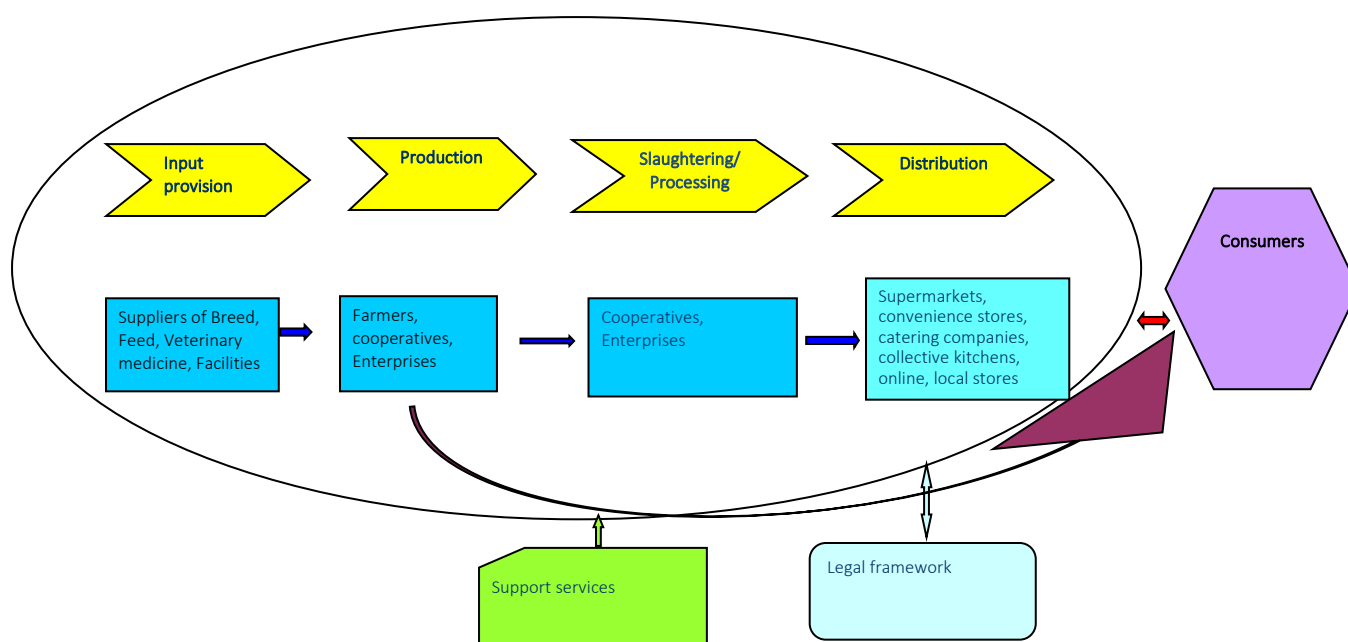 Input
provision
Production
Slaughtering/
Processing
Distribution
Consumers
Suppliers of Breed,
Feed, Veterinary
medicine, Facilities
Farmers,
cooperatives,
Enterprises
Cooperatives,
Enterprises
Supermarkets,
convenience stores,
catering companies,
collective kitchens,
online, local stores
Support services
Legal framework